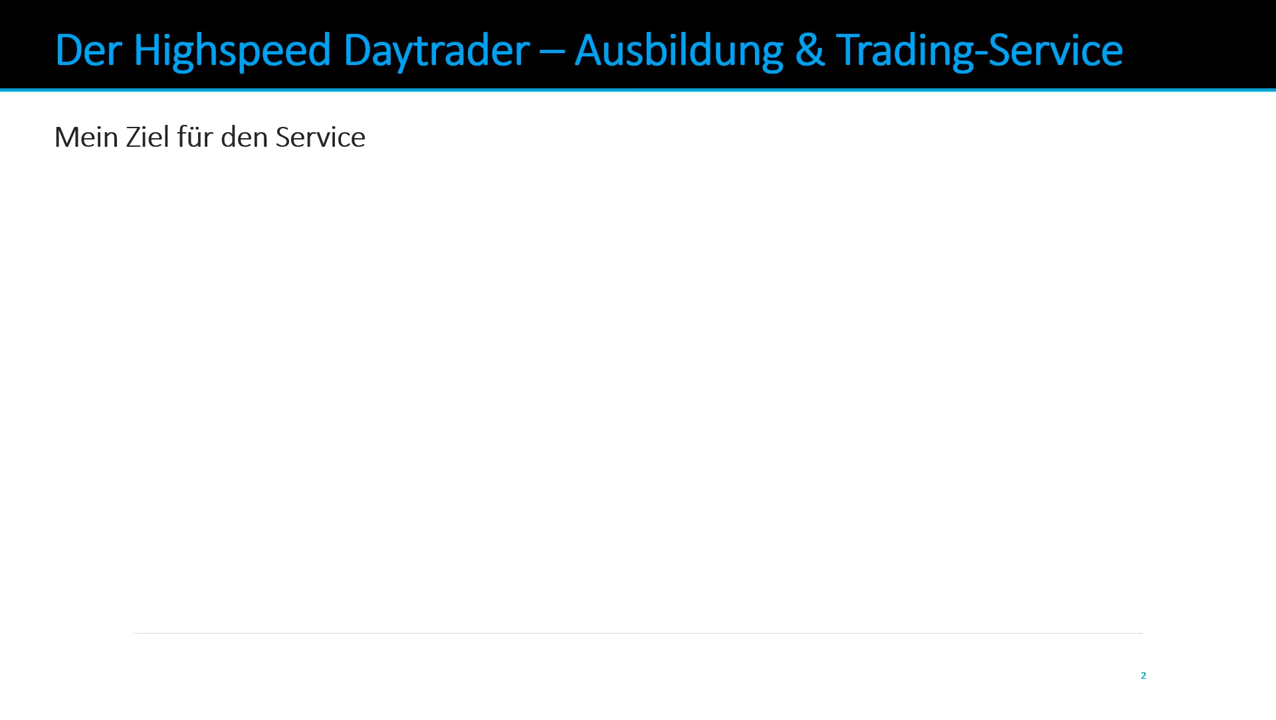 Der Highspeed Daytrader – Ausbildung & Trading-Service
Mein Ziel für den Service
2